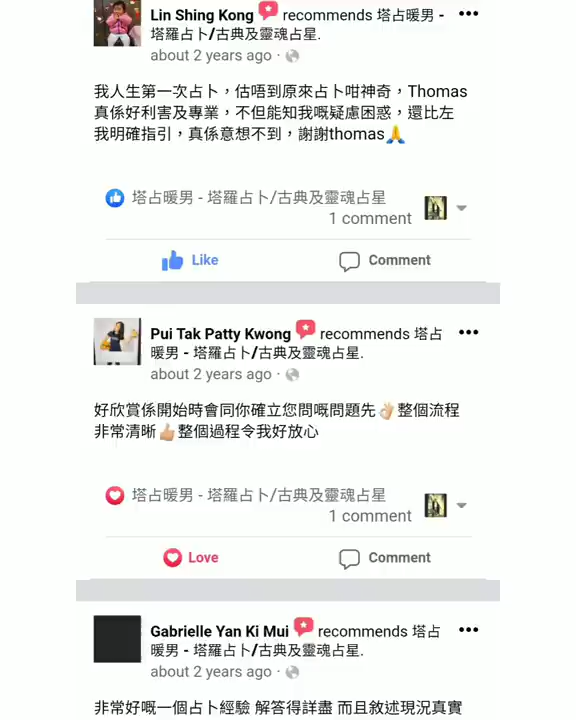 Lin Shing Kong recommends 塔占暖男 -
塔羅占卜/古典及靈魂占星.
about 2 years ago ·
我人生第一次占卜，估唔到原來占卜咁神奇，Thomas
真係好利害及專業，不但能知我嘅疑慮困惑，還比左
我明確指引，真係意想不到，謝謝thomas🙏
塔占暖男 - 塔羅占卜/古典及靈魂占星
1 comment
Like
Comment
Pui Tak Patty Kwong recommends 塔占
暖男 - 塔羅占卜/古典及靈魂占星.
about 2 years ago ·
好欣賞係開始時會同你確立您問嘅問題先👌🏻整個流程
非常清晰👍🏼整個過程令我好放心
塔占暖男 - 塔羅占卜/古典及靈魂占星
1 comment
Love
Comment
Gabrielle Yan Ki Mui recommends 塔占
暖男 - 塔羅占卜/古典及靈魂占星.
about 2 years ago ·
非常好嘅一個占卜經驗 解答得詳盡 而且敘述現況真實